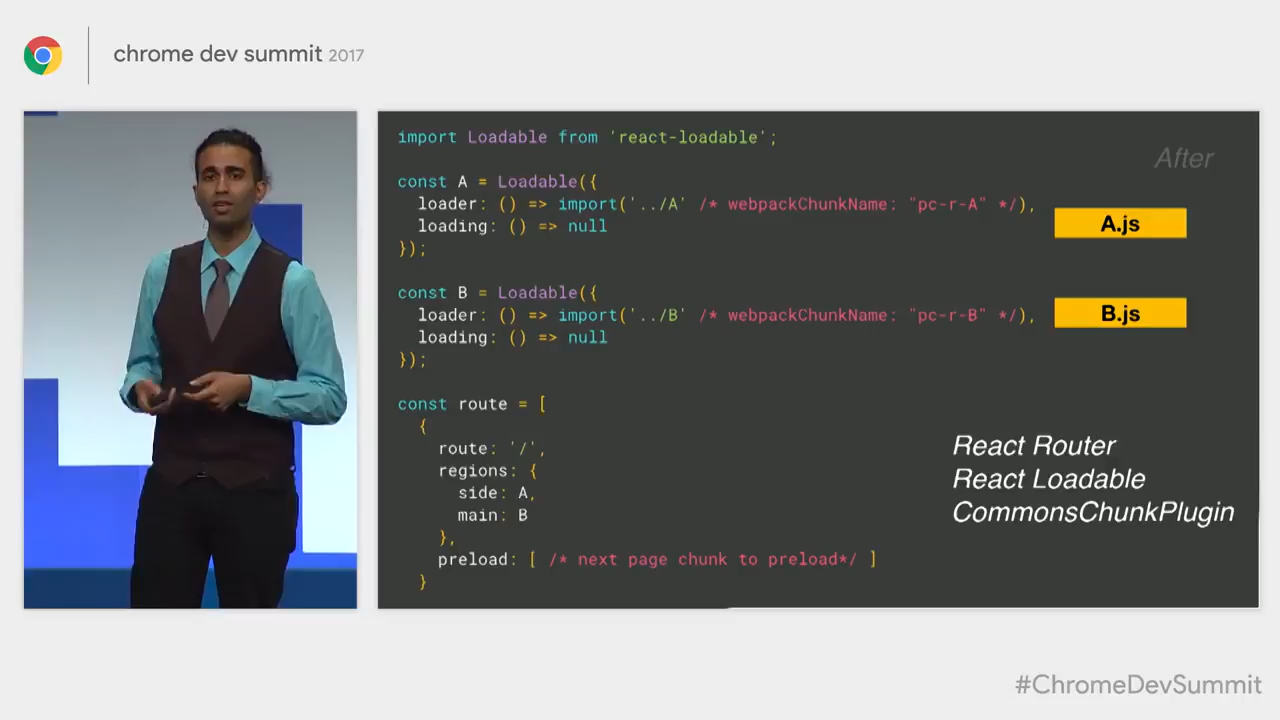 chrome dev summit 2017
import Loadable from 'react-loadable';
After
const A = Loadable({
loader: () => import('../A' /* webpackChunkName: "pc-r-A" */),
loading: () => null
});
A.js
const B = Loadable({
loader: () => import('../B' /* webpackChunkName: "pc-r-B" */),
loading: () => null
});
B.js
const route = [
{
route: '/',
regions: {
side: A,
main: B
},
preload: [ /* next page chunk to preload*/ ]
}
React Router
React Loadable
CommonsChunkPlugin
#ChromeDevSummit